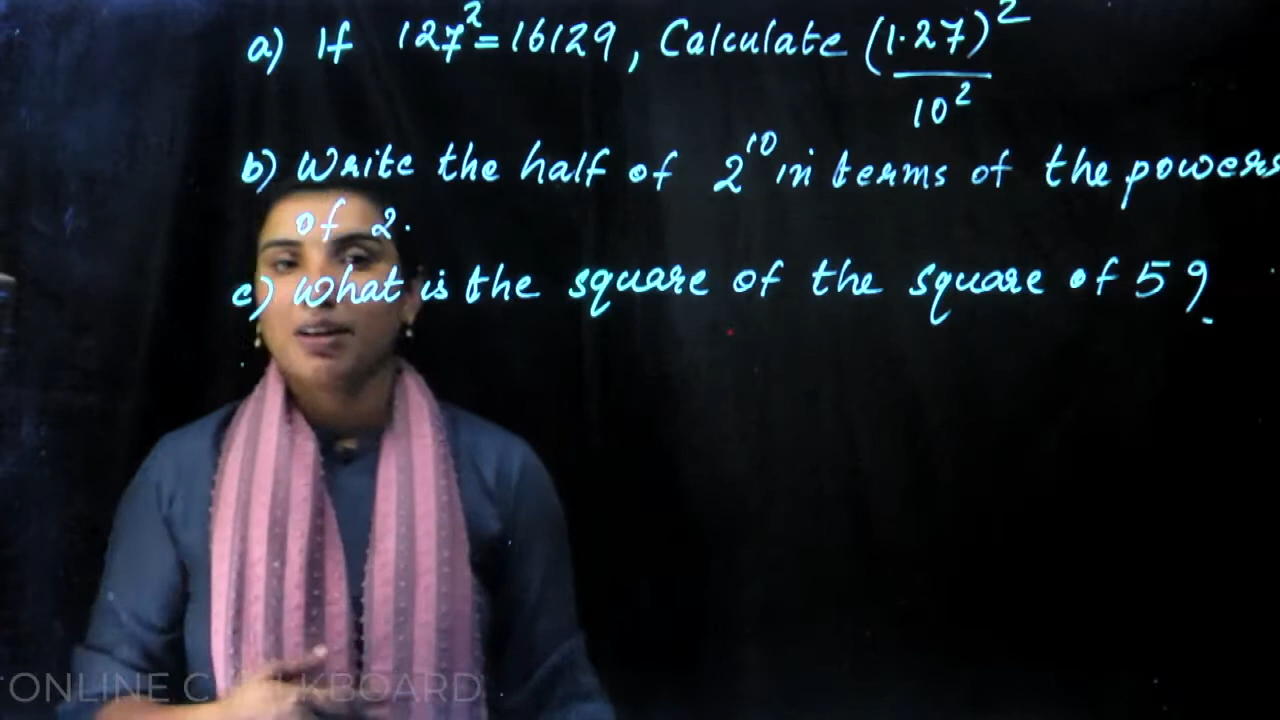 a) If 127² = 16129, Calculate (1.27)² / 10²
b) Write the half of 2¹⁰ in terms of the powers
of 2.
c) What is the square of the square of 5?
ONLINE C LKBOARD